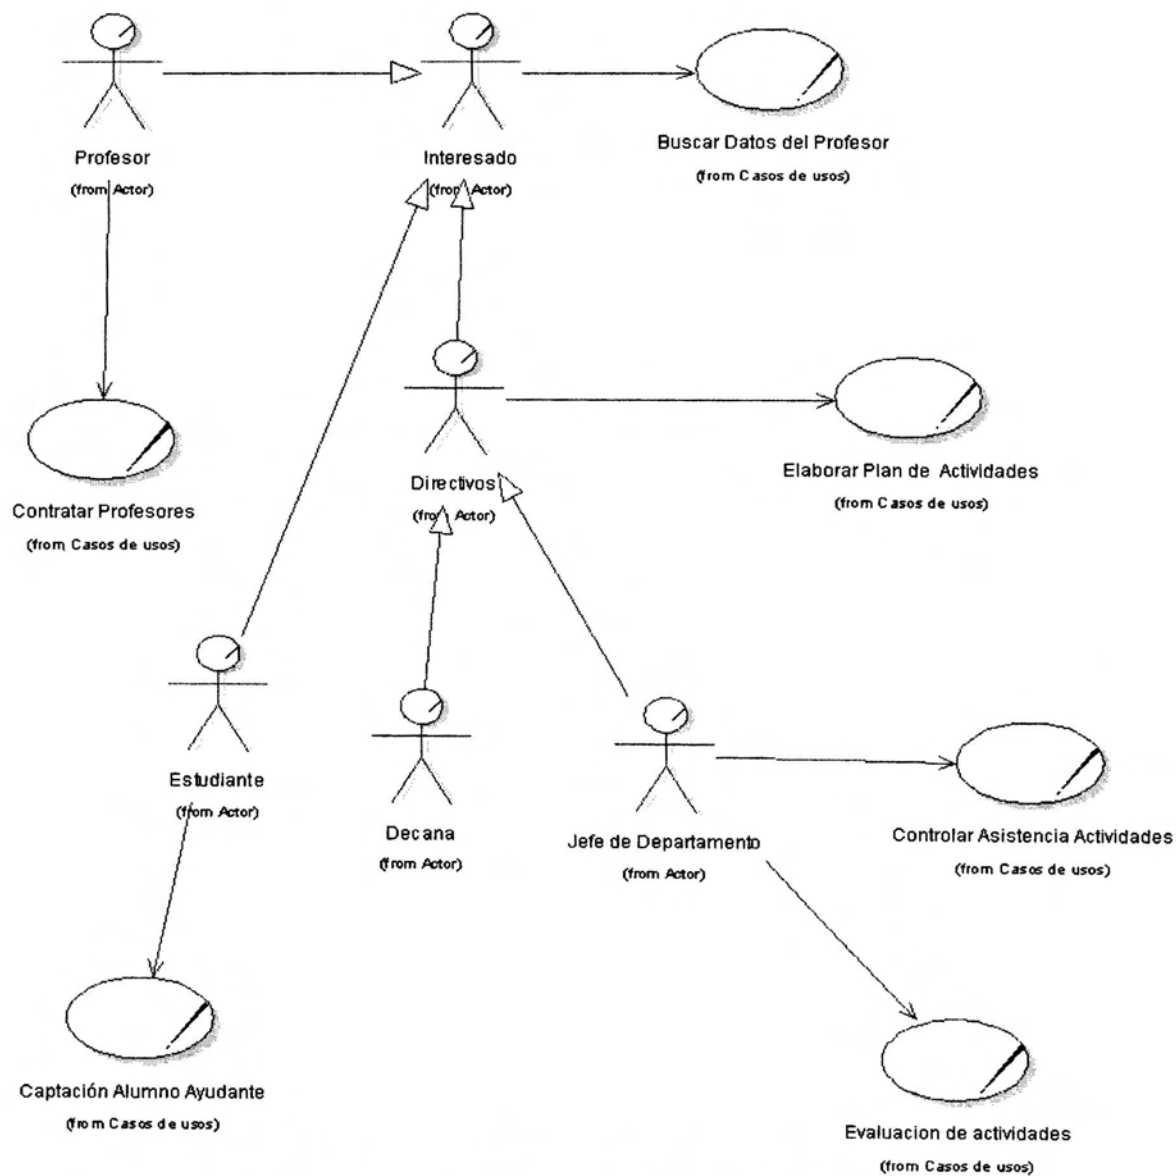 Profesor
(from Actor)
Interesado
(from Actor)
Buscar Datos del Profesor
(from Casos de usos)
Contratar Profesores
(from Casos de usos)
Directivos
(from Actor)
Elaborar Plan de Actividades
(from Casos de usos)
Estudiante
(from Actor)
Decana
(from Actor)
Jefe de Departamento
(from Actor)
Controlar Asistencia Actividades
(from Casos de usos)
Captación Alumno Ayudante
(from Casos de usos)
Evaluacion de actividades
(from Casos de usos)